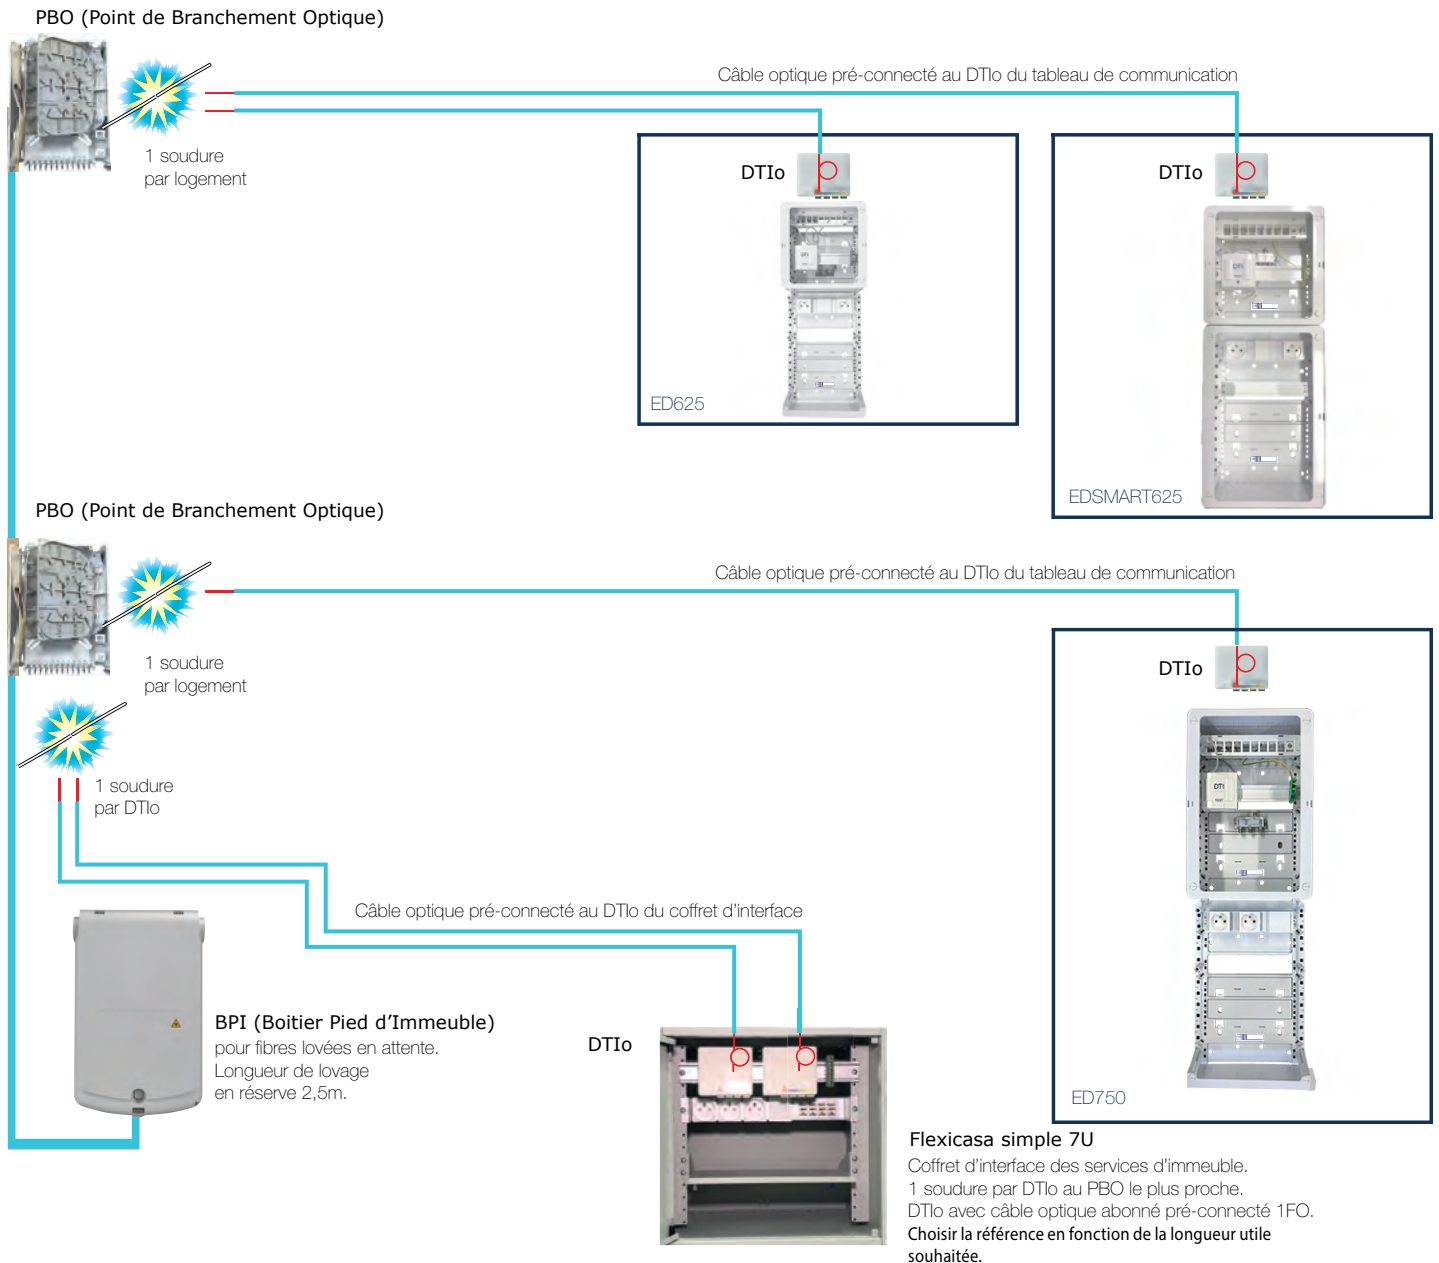 PBO (Point de Branchement Optique)
Câble optique pré-connecté au DTIo du tableau de communication
1 soudure
par logement
DTIo
DTIo
DTI
DTI
ED625
EDSMART625
PBO (Point de Branchement Optique)
Câble optique pré-connecté au DTIo du tableau de communication
1 soudure
par logement
DTIo
1 soudure
par DTIo
DTI
Câble optique pré-connecté au DTIo du coffret d'interface
BPI (Boitier Pied d’Immeuble)
pour fibres lovées en attente.
Longueur de lovage
en réserve 2,5m.
DTIo
ED750
Flexicasa simple 7U
Coffret d'interface des services d'immeuble.
1 soudure par DTIo au PBO le plus proche.
DTIo avec câble optique abonné pré-connecté 1FO.
Choisir la référence en fonction de la longueur utile
souhaitée.